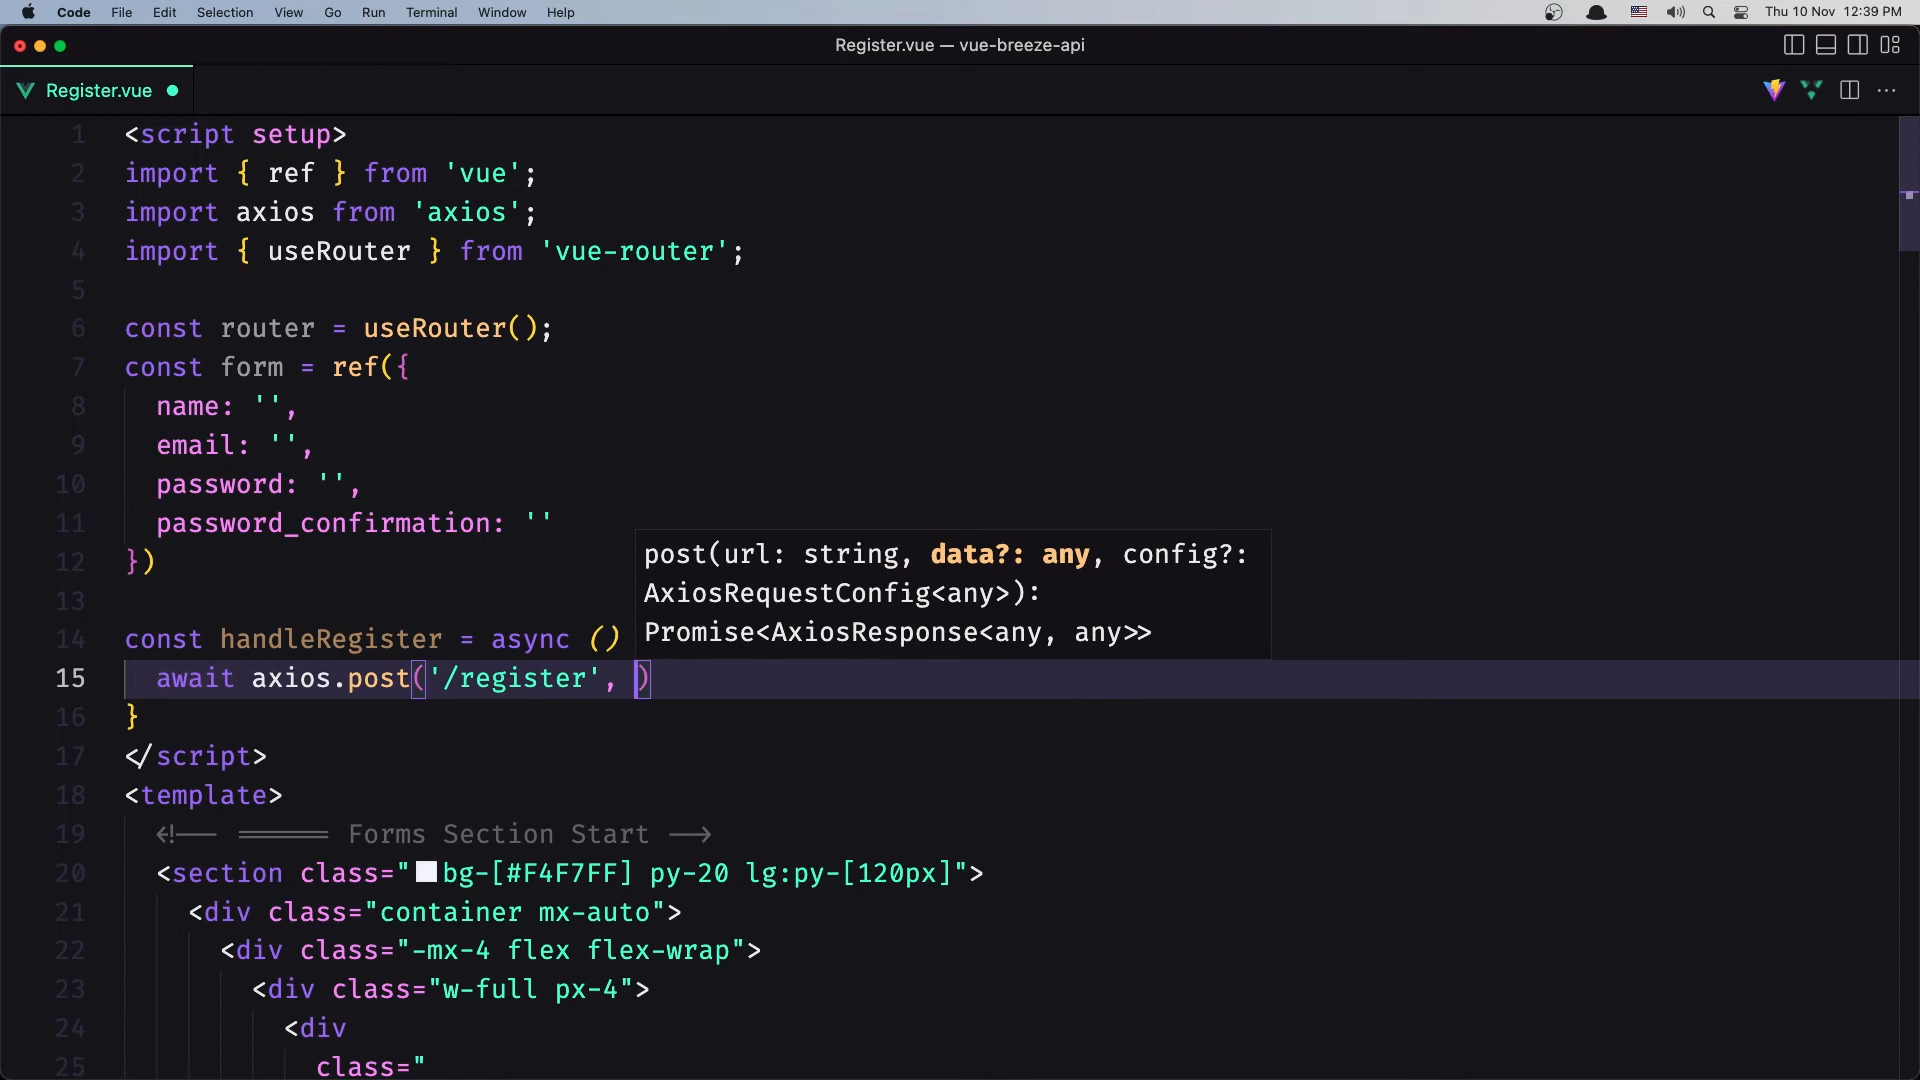 Code File Edit Selection View Go Run Terminal Window Help Thu 10 Nov 12:39 PM
Register.vue — vue-breeze-api
Register.vue
1 <script setup>
2 import { ref } from 'vue';
3 import axios from 'axios';
4 import { useRouter } from 'vue-router';
5
6 const router = useRouter();
7 const form = ref({
8 name: '',
9 email: '',
10 password: '',
11 password_confirmation: ''
12 })
13
post(url: string, data?: any, config?:
AxiosRequestConfig<any>):
Promise<AxiosResponse<any, any>>
14 const handleRegister = async ()
15 await axios.post('/register', )
16 }
17 </script>
18 <template>
19 <!-- ====== Forms Section Start -->
20 <section class="bg-[#F4F7FF] py-20 lg:py-[120px]">
21 <div class="container mx-auto">
22 <div class="-mx-4 flex flex-wrap">
23 <div class="w-full px-4">
24 <div
25 class="